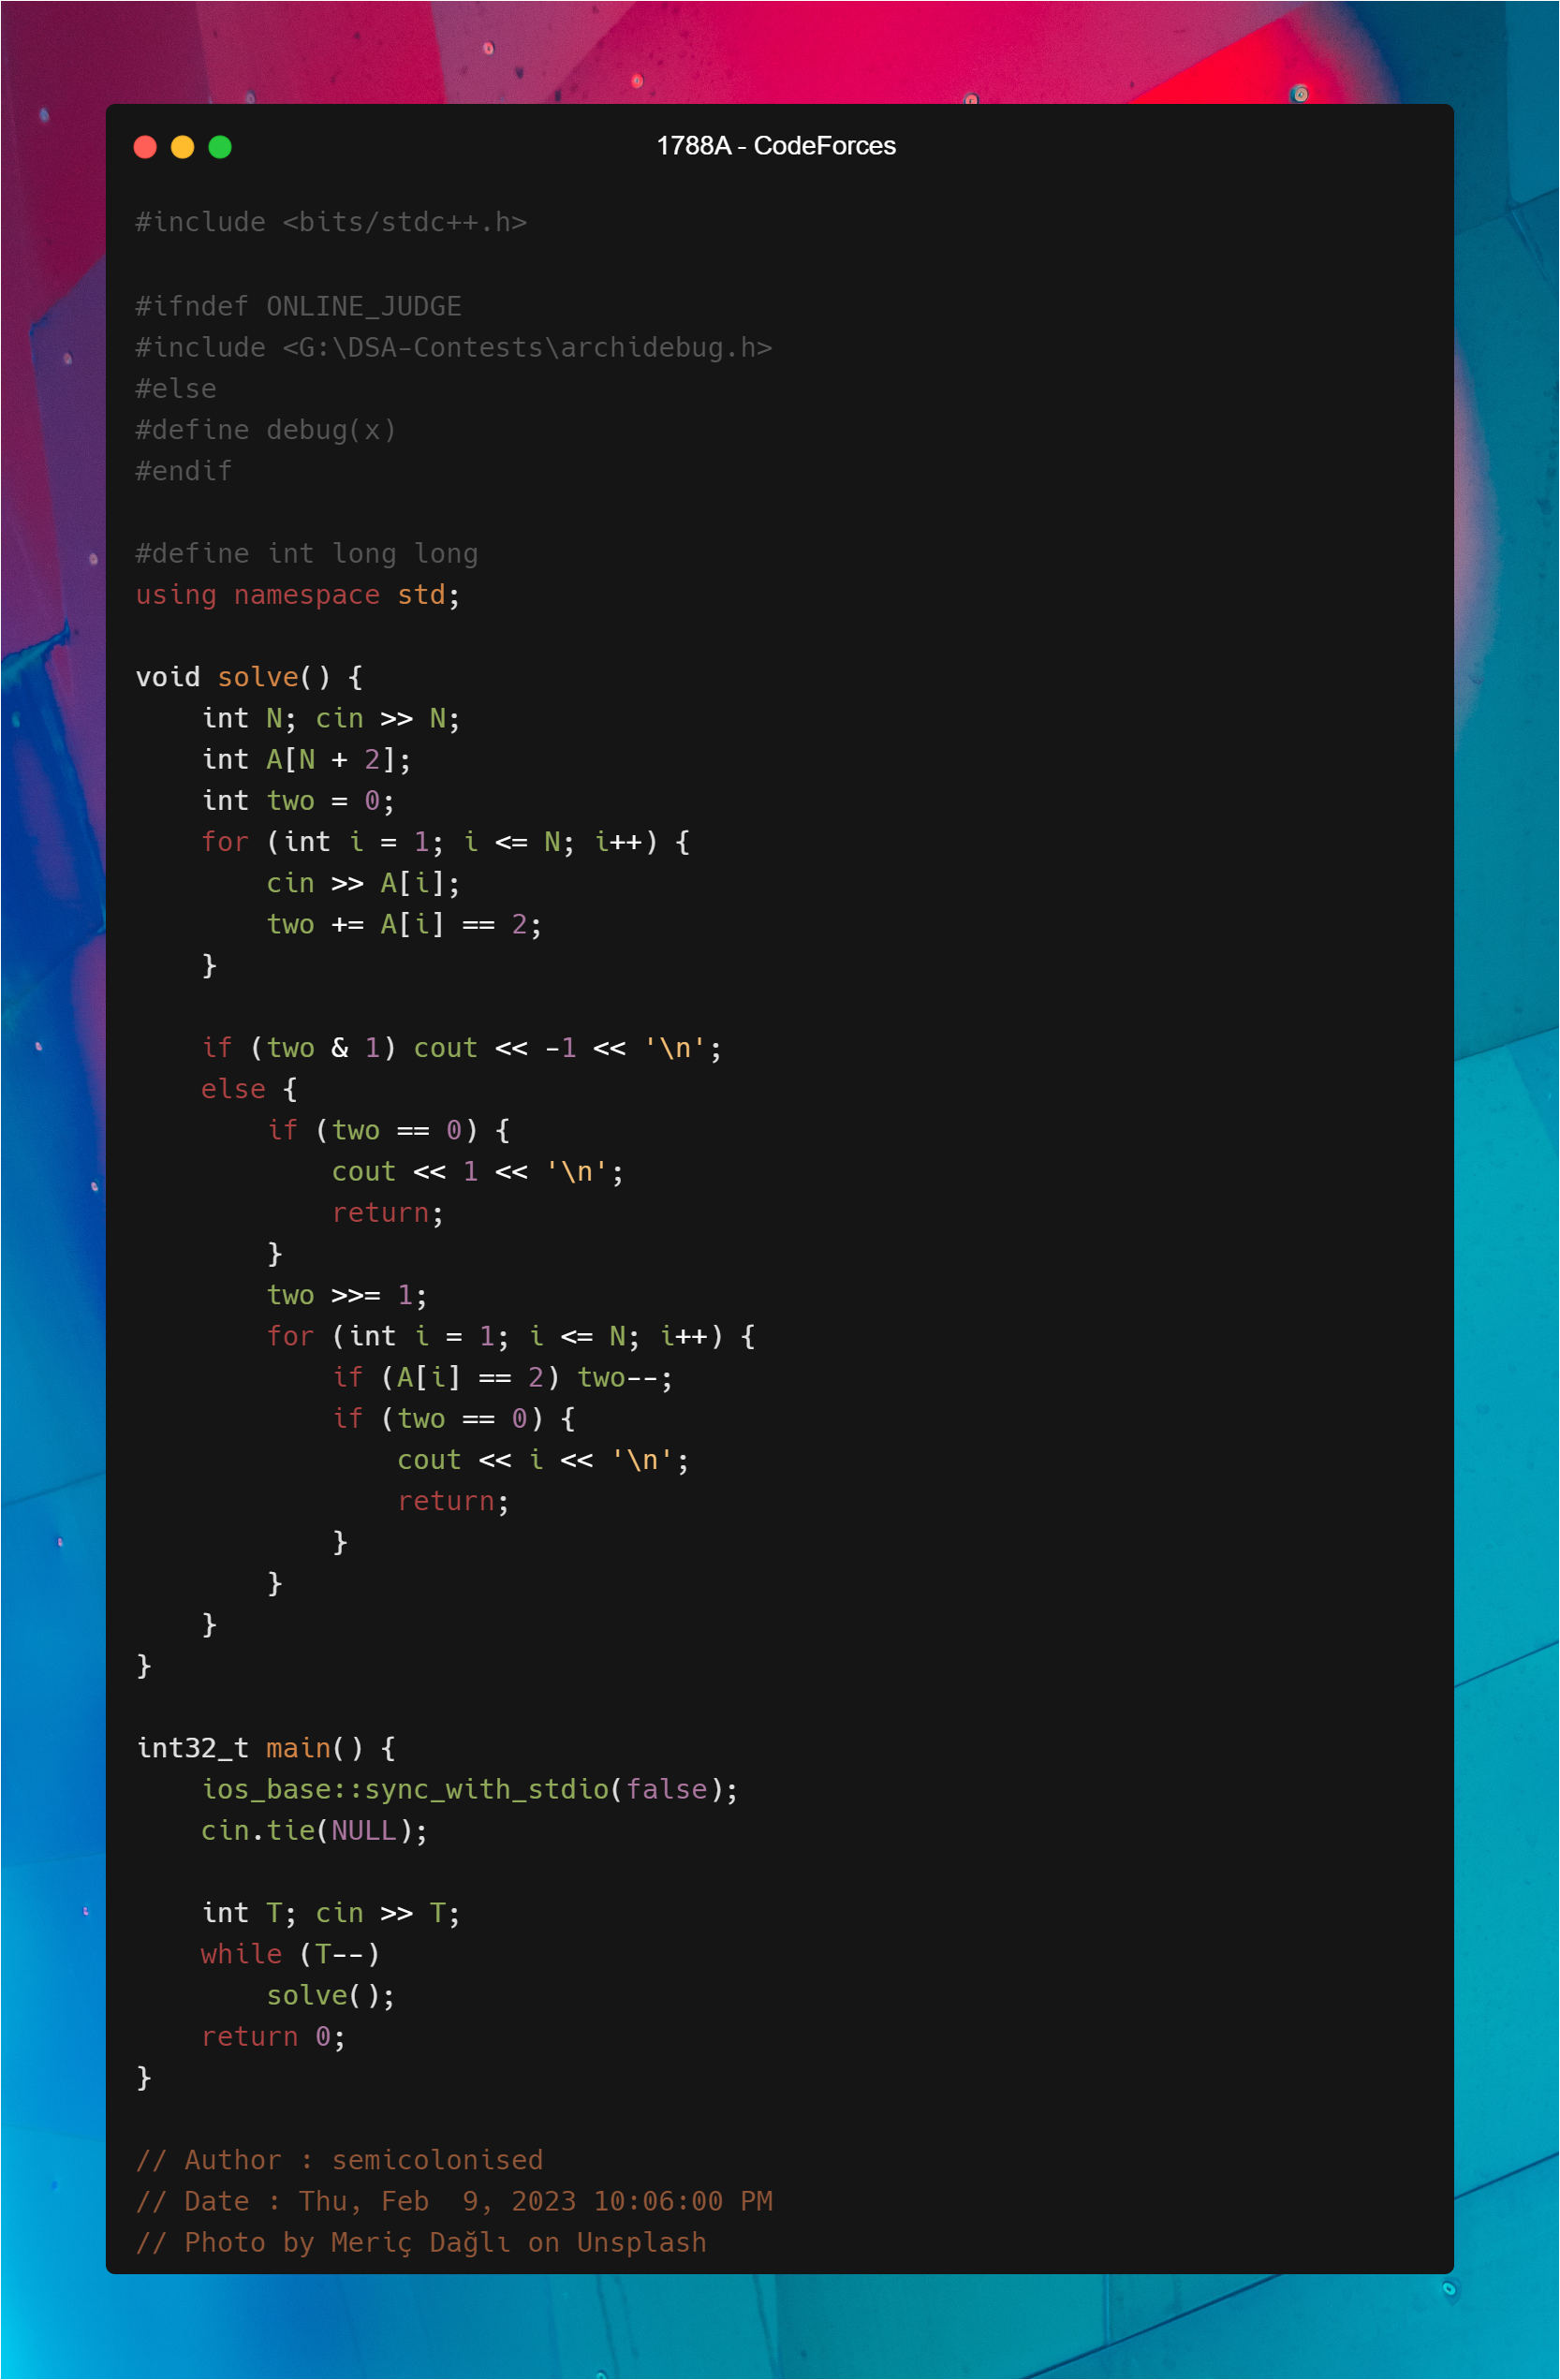 1788A - CodeForces
#include <bits/stdc++.h>
#ifndef ONLINE_JUDGE
#include <G:\DSA-Contests\archidebug.h>
#else
#define debug(x)
#endif
#define int long long
using namespace std;
void solve() {
    int N; cin >> N;
    int A[N + 2];
    int two = 0;
    for (int i = 1; i <= N; i++) {
        cin >> A[i];
        two += A[i] == 2;
    }
    if (two & 1) cout << -1 << '\n';
    else {
        if (two == 0) {
            cout << 1 << '\n';
            return;
        }
        two >>= 1;
        for (int i = 1; i <= N; i++) {
            if (A[i] == 2) two--;
            if (two == 0) {
                cout << i << '\n';
                return;
            }
        }
    }
}
int32_t main() {
    ios_base::sync_with_stdio(false);
    cin.tie(NULL);
    int T; cin >> T;
    while (T--)
        solve();
    return 0;
}
// Author : semicolonised
// Date : Thu, Feb  9, 2023 10:06:00 PM
// Photo by Meriç Dağlı on Unsplash